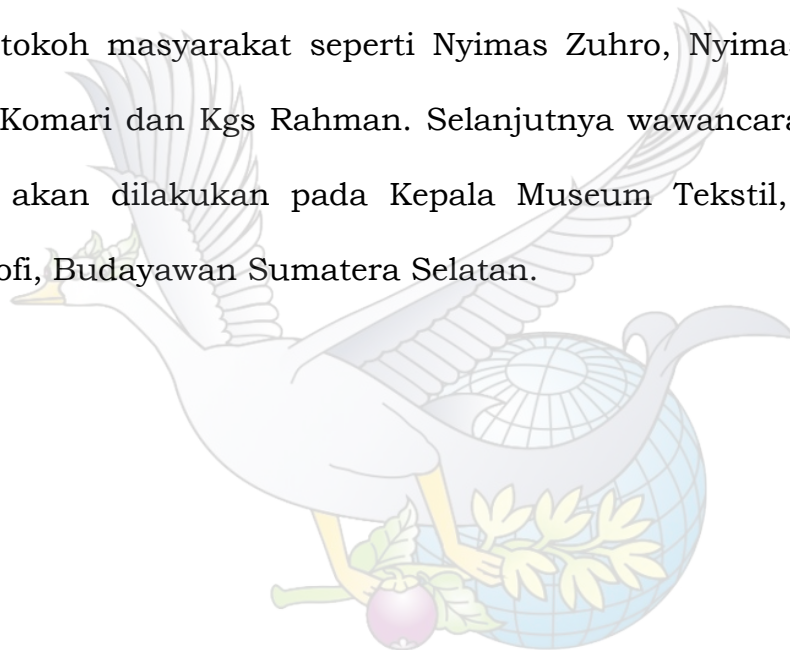 tokoh masyarakat seperti Nyimas Zuhro, Nyimas
Komari dan Kgs Rahman. Selanjutnya wawancara
akan dilakukan pada Kepala Museum Tekstil,
ofi, Budayawan Sumatera Selatan.